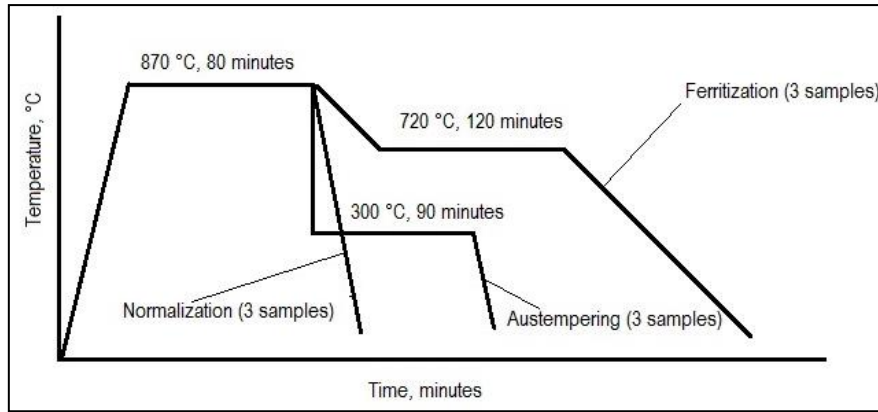 870 °C, 80 minutes
Ferritization (3 samples)
720 °C, 120 minutes
Temperature, °C
300 °C, 90 minutes
Normalization (3 samples)
Austempering (3 samples)
Time, minutes